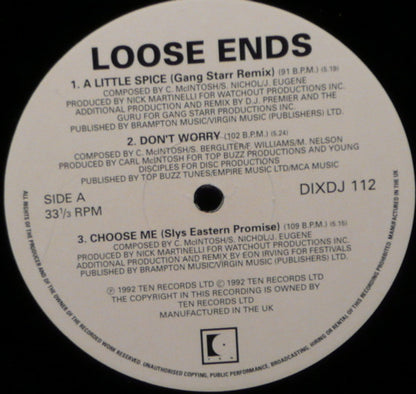 LOOSE ENDS
1. A LITTLE SPICE (Gang Starr Remix) (91 B.P.M.) (5.19)
COMPOSED BY C. McINTOSH/S. NICHOL/J. EUGENE
PRODUCED BY NICK MARTINELLI FOR WATCHOUT PRODUCTIONS INC.
ADDITIONAL PRODUCTION AND REMIX BY D.J. PREMIER AND THE
GURU FOR GANG STARR PRODUCTIONS INC.
PUBLISHED BY BRAMPTON MUSIC/VIRGIN MUSIC (PUBLISHERS) LTD.
2. DON'T WORRY (102 B.P.M.) (5.24)
COMPOSED BY C. McINTOSH/S. BERGLITER/F. WILLIAMS/M. NELSON
PRODUCED BY CARL McINTOSH FOR TOP BUZZ PRODUCTIONS AND YOUNG
DISCIPLES FOR DISC PRODUCTIONS
PUBLISHED BY TOP BUZZ TUNES/EMPIRE MUSIC LTD/MCA MUSIC
SIDE A
33⅓ RPM
DIXDJ 112
3. CHOOSE ME (Slys Eastern Promise) (109 B.P.M.) (5.15)
COMPOSED BY C. McINTOSH/S. NICHOL/J. EUGENE
PRODUCED BY NICK MARTINELLI FOR WATCHOUT PRODUCTIONS INC.
ADDITIONAL PRODUCTION AND REMIX BY EON IRVING FOR FESTIVALS
PUBLISHED BY BRAMPTON MUSIC/VIRGIN MUSIC (PUBLISHERS) LTD.
℗ 1992 TEN RECORDS LTD © 1992 TEN RECORDS LTD
THE COPYRIGHT IN THIS RECORDING IS OWNED BY
TEN RECORDS LTD
MANUFACTURED IN THE UK
ALL RIGHTS OF THE PRODUCER AND OF THE OWNER OF THE RECORDED WORK RESERVED. UNAUTHORISED COPYING, PUBLIC PERFORMANCE, BROADCASTING, HIRING OR RENTAL OF THIS RECORDING PROHIBITED. MANUFACTURED IN THE U.K.